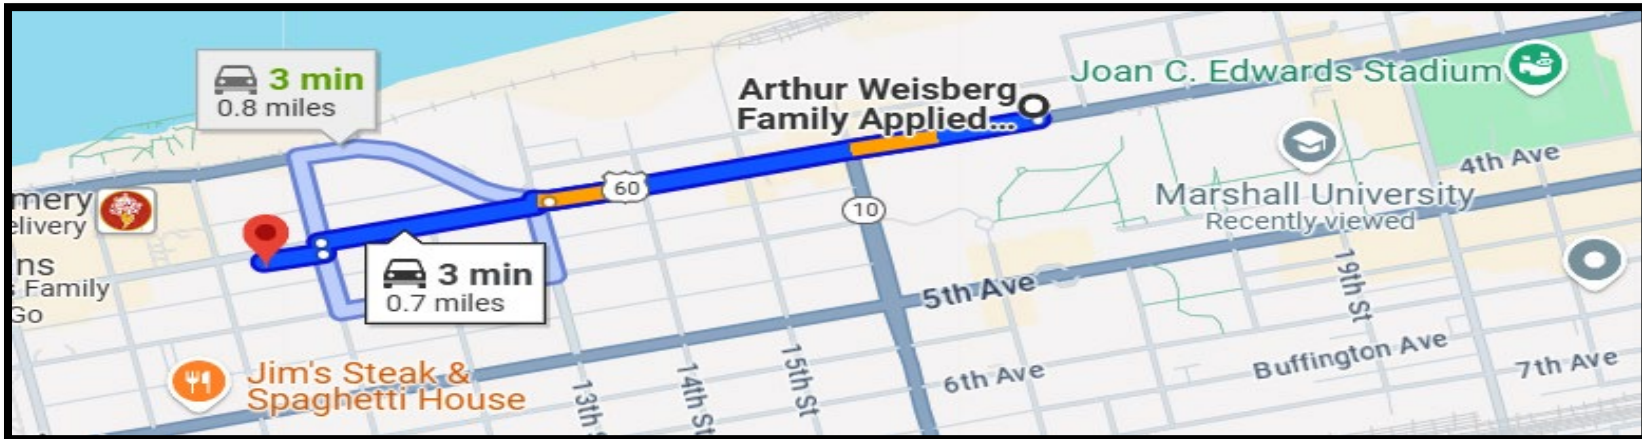 3 min
0.8 miles
Arthur Weisberg
Family Applied...
Joan C. Edwards Stadium
4th Ave
60
10
Marshall University
Recently viewed
mery
elivery
ns
s Family
Go
3 min
0.7 miles
5th Ave
19th St
Jim's Steak &
Spaghetti House
13th S
14th St
15th St
6th Ave
Buffington Ave
7th Ave